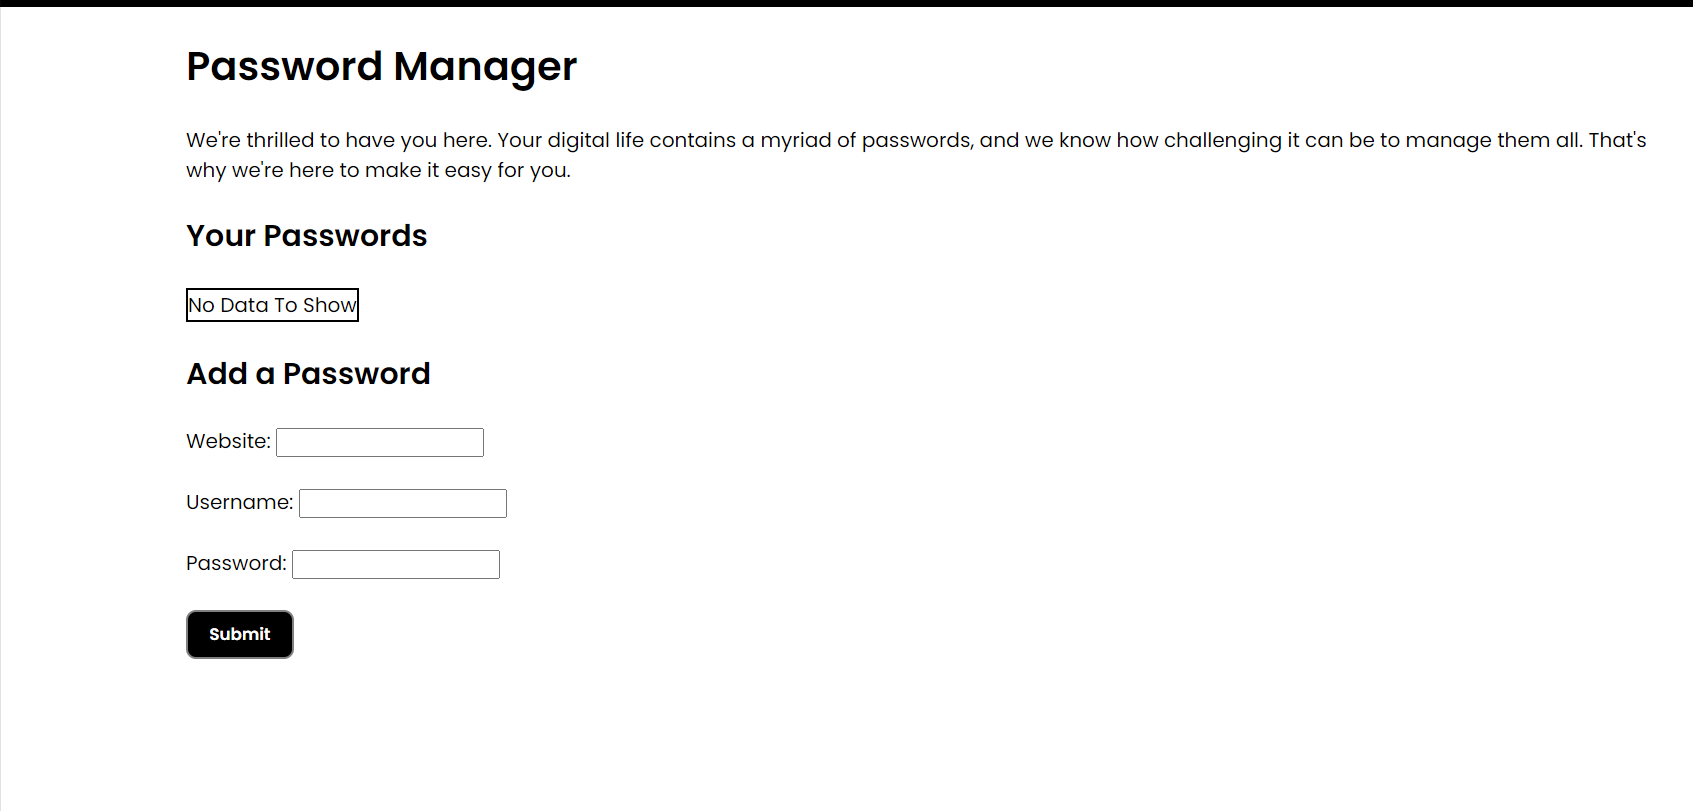 Password Manager
We're thrilled to have you here. Your digital life contains a myriad of passwords, and we know how challenging it can be to manage them all. That's
why we're here to make it easy for you.
Your Passwords
No Data To Show
Add a Password
Website:
Username:
Password:
Submit